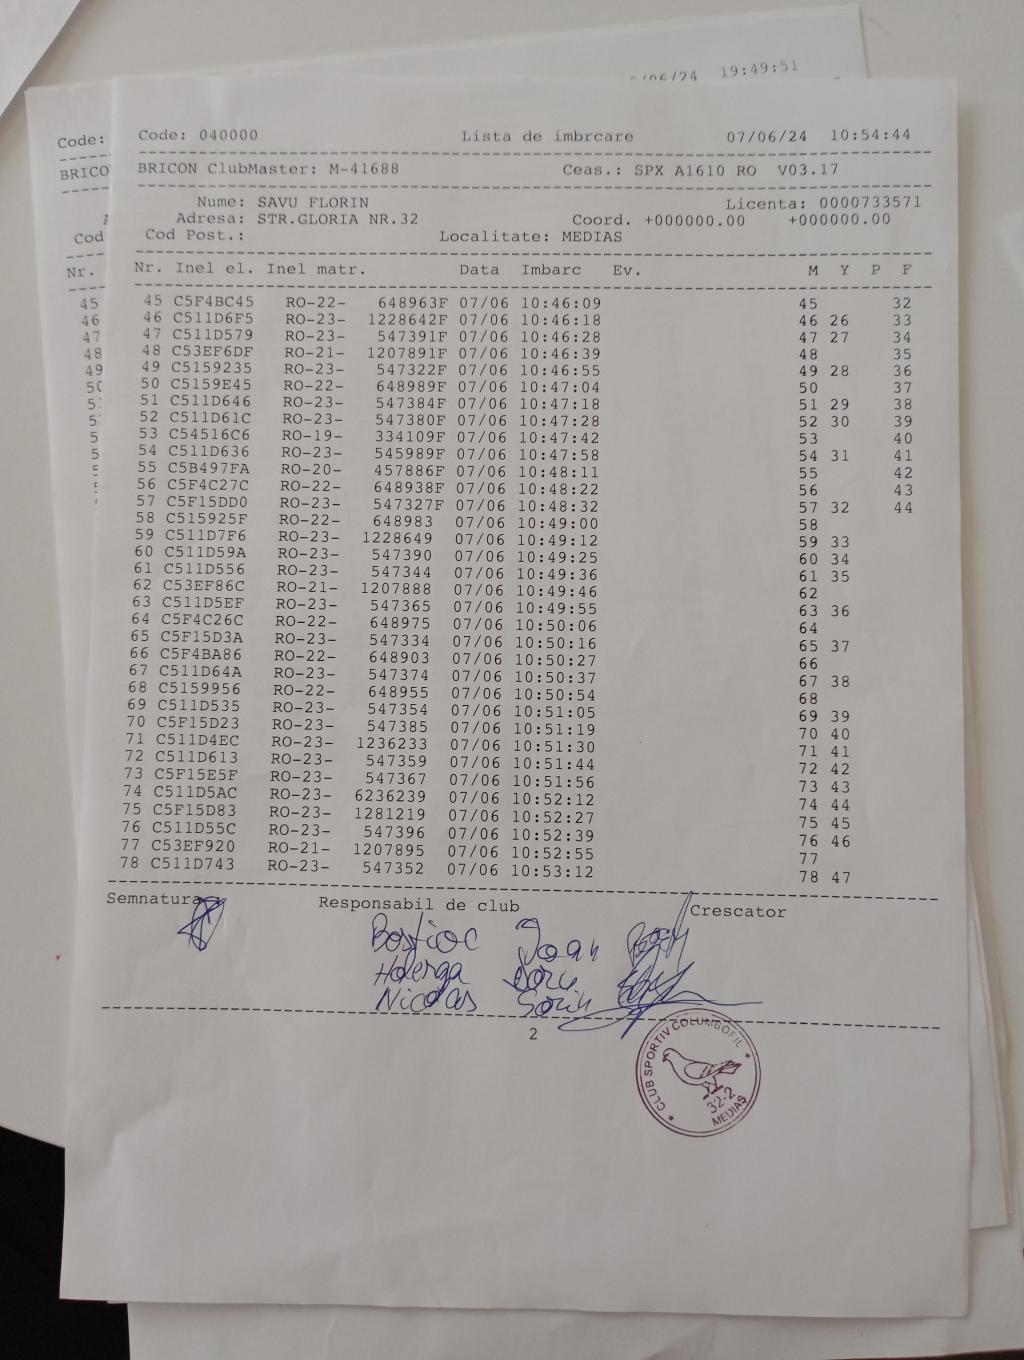 /06/24 19:49:51
Code:
BRICO
Cod
Nr.
45
46
47
48
49
Code: 040000 Lista de imbrcare 07/06/24 10:54:44
BRICON ClubMaster: M-41688 Ceas.: SPX A1610 RO V03.17
Nume: SAVU FLORIN Licenta: 0000733571
Adresa: STR.GLORIA NR.32 Coord. +000000.00 +000000.00
Cod Post.: Localitate: MEDIAS
Nr. Inel el. Inel matr. Data Imbarc Ev. M Y P F
45 C5F4BC45 RO-22- 648963F 07/06 10:46:09 45 32
46 C511D6F5 RO-23- 1228642F 07/06 10:46:18 46 26 33
47 C511D579 RO-23- 547391F 07/06 10:46:28 47 27 34
48 C53EF6DF RO-21- 1207891F 07/06 10:46:39 48 35
49 C5159235 RO-23- 547322F 07/06 10:46:55 49 28 36
50 C5159E45 RO-22- 648989F 07/06 10:47:04 50 37
51 C511D646 RO-23- 547384F 07/06 10:47:18 51 29 38
52 C511D61C RO-23- 547380F 07/06 10:47:28 52 30 39
53 C54516C6 RO-19- 334109F 07/06 10:47:42 53 40
54 C511D636 RO-23- 545989F 07/06 10:47:58 54 31 41
55 C5B497FA RO-20- 457886F 07/06 10:48:11 55 42
56 C5F4C27C RO-22- 648938F 07/06 10:48:22 56 43
57 C5F15DD0 RO-23- 547327F 07/06 10:48:32 57 32 44
58 C515925F RO-22- 648983 07/06 10:49:00 58
59 C511D7F6 RO-23- 1228649 07/06 10:49:12 59 33
60 C511D59A RO-23- 547390 07/06 10:49:25 60 34
61 C511D556 RO-23- 547344 07/06 10:49:36 61 35
62 C53EF86C RO-21- 1207888 07/06 10:49:46 62
63 C511D5EF RO-23- 547365 07/06 10:49:55 63 36
64 C5F4C26C RO-22- 648975 07/06 10:50:06 64
65 C5F15D3A RO-23- 547334 07/06 10:50:16 65 37
66 C5F4BA86 RO-22- 648903 07/06 10:50:27 66
67 C511D64A RO-23- 547374 07/06 10:50:37 67 38
68 C5159956 RO-22- 648955 07/06 10:50:54 68
69 C511D535 RO-23- 547354 07/06 10:51:05 69 39
70 C5F15D23 RO-23- 547385 07/06 10:51:19 70 40
71 C511D4EC RO-23- 1236233 07/06 10:51:30 71 41
72 C511D613 RO-23- 547359 07/06 10:51:44 72 42
73 C5F15E5F RO-23- 547367 07/06 10:51:56 73 43
74 C511D5AC RO-23- 6236239 07/06 10:52:12 74 44
75 C5F15D83 RO-23- 1281219 07/06 10:52:27 75 45
76 C511D55C RO-23- 547396 07/06 10:52:39 76 46
77 C53EF920 RO-21- 1207895 07/06 10:52:55 77
78 C511D743 RO-23- 547352 07/06 10:53:12 78 47
Semnatura Responsabil de club Crescator
Bostioc Ioan
Sorin
2
CLUB SPORTIV COLUMBOFIL
32-2
MEDIAȘ